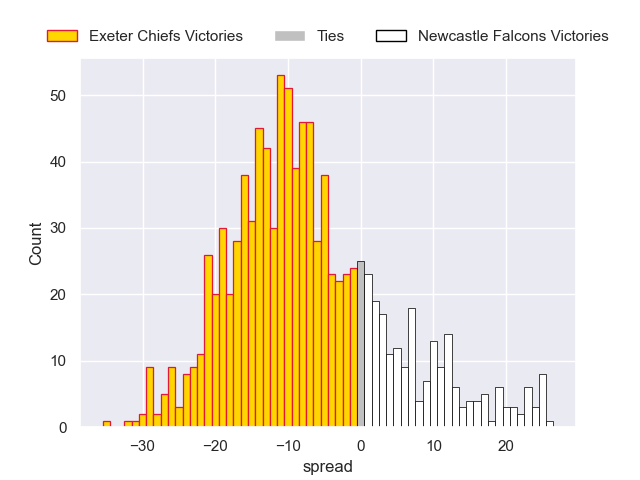 Exeter Chiefs Victories Ties Newcastle Falcons Victories
50
40
30
20
10
0
Count
−30 −20 −10 0 10 20
spread